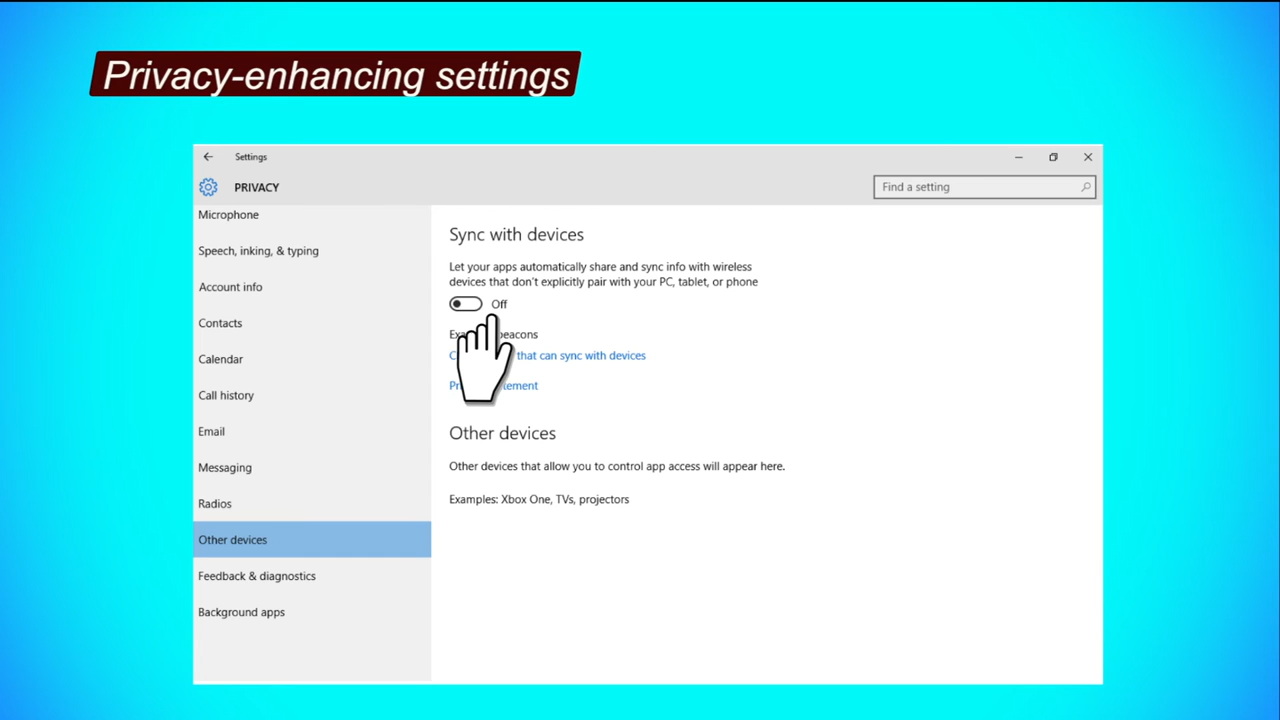 Privacy-enhancing settings
Settings
PRIVACY
Find a setting
Microphone
Speech, inking, & typing
Account info
Contacts
Calendar
Call history
Email
Messaging
Radios
Other devices
Feedback & diagnostics
Background apps
Sync with devices
Let your apps automatically share and sync info with wireless
devices that don't explicitly pair with your PC, tablet, or phone
Off
beacons
that can sync with devices
Other devices
Other devices that allow you to control app access will appear here.
Examples: Xbox One, TVs, projectors